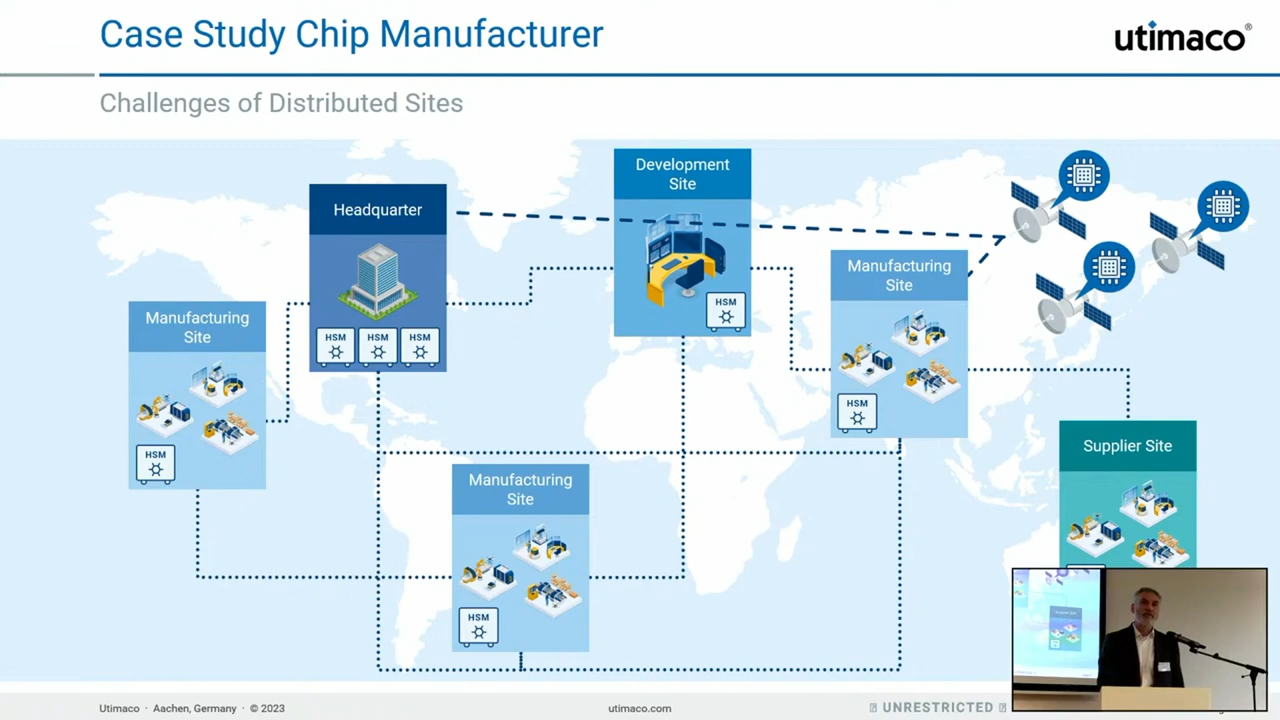 Case Study Chip Manufacturer
utimaco®
Challenges of Distributed Sites
Development
Site
HSM
Headquarter
HSM HSM HSM
Manufacturing
Site
HSM
Manufacturing
Site
HSM
Supplier Site
Manufacturing
Site
HSM
Utimaco · Aachen, Germany · © 2023
utimaco.com
UNRESTRICTED